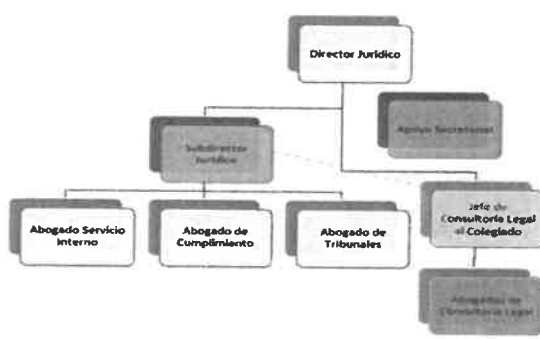 Director Jurídico
Apoyo Secretarial
Subdirector
Jurídico
Abogado Servicio
Interno
Abogado de
Cumplimiento
Abogado de
Tribunales
Jefe de
Consultoría Legal
al Colegiado
Abogados de
Consultoría Legal